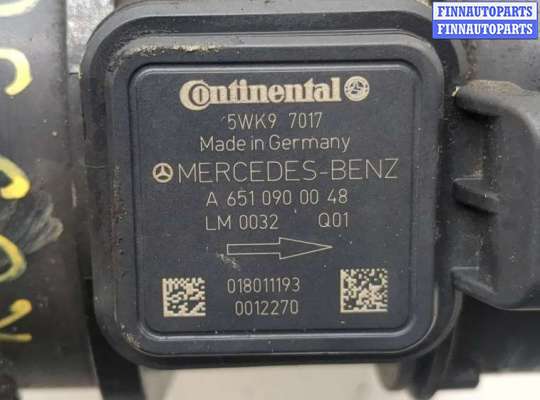 FINNAUTOPARTS
FINNAUTOPARTS
Continental
5WK9 7017
Made in Germany
MERCEDES-BENZ
A 651 090 00 48
LM 0032 Q01
018011193
0012270